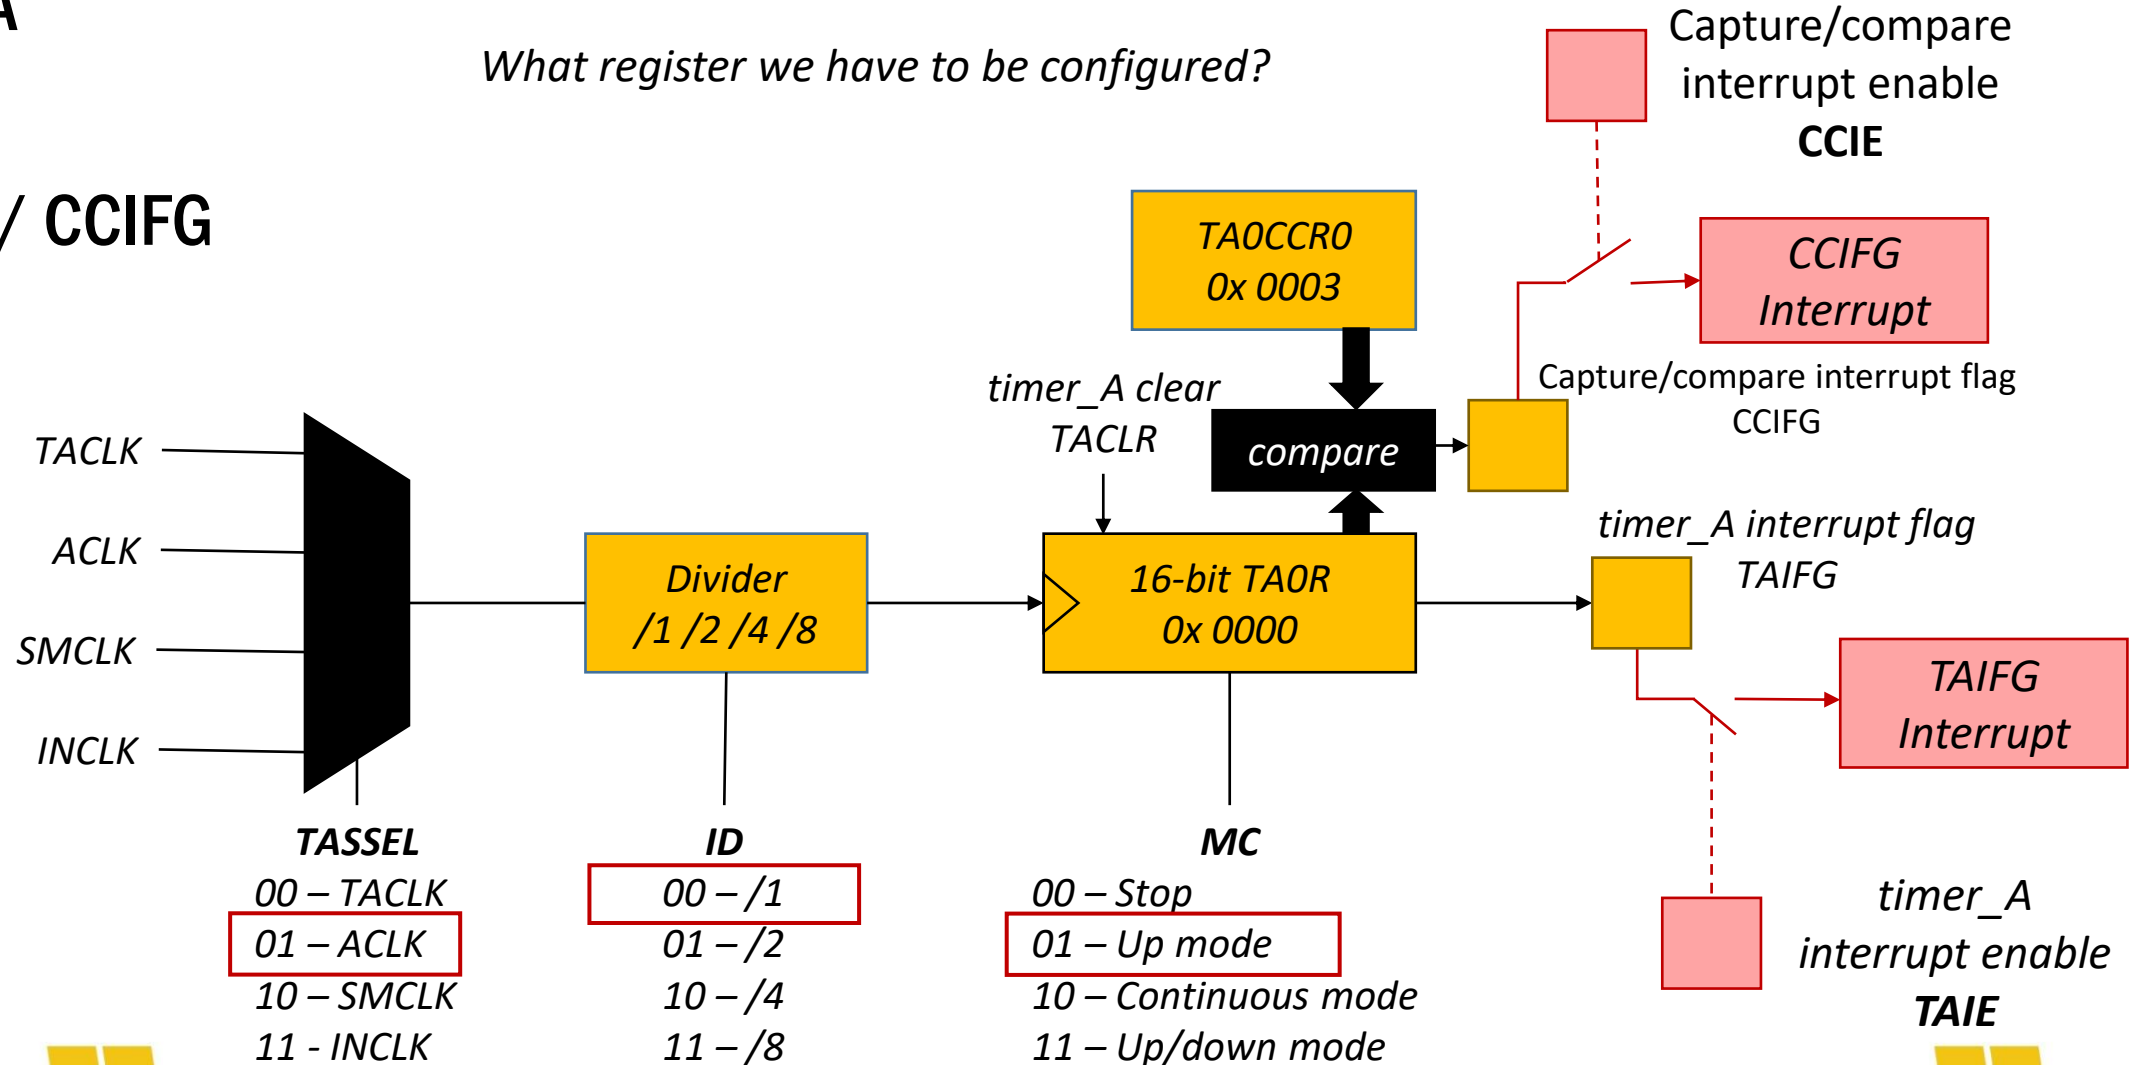 A
What register we have to be configured?
Capture/compare
interrupt enable
CCIE
/ CCIFG
TA0CCR0
0x 0003
CCIFG
Interrupt
timer_A clear
TACLR
Capture/compare interrupt flag
CCIFG
compare
TACLK
ACLK
SMCLK
INCLK
Divider
/1 /2 /4 /8
16-bit TA0R
0x 0000
timer_A interrupt flag
TAIFG
TAIFG
Interrupt
TASSEL
00 – TACLK
01 – ACLK
10 – SMCLK
11 - INCLK
ID
00 – /1
01 – /2
10 – /4
11 – /8
MC
00 – Stop
01 – Up mode
10 – Continuous mode
11 – Up/down mode
timer_A
interrupt enable
TAIE